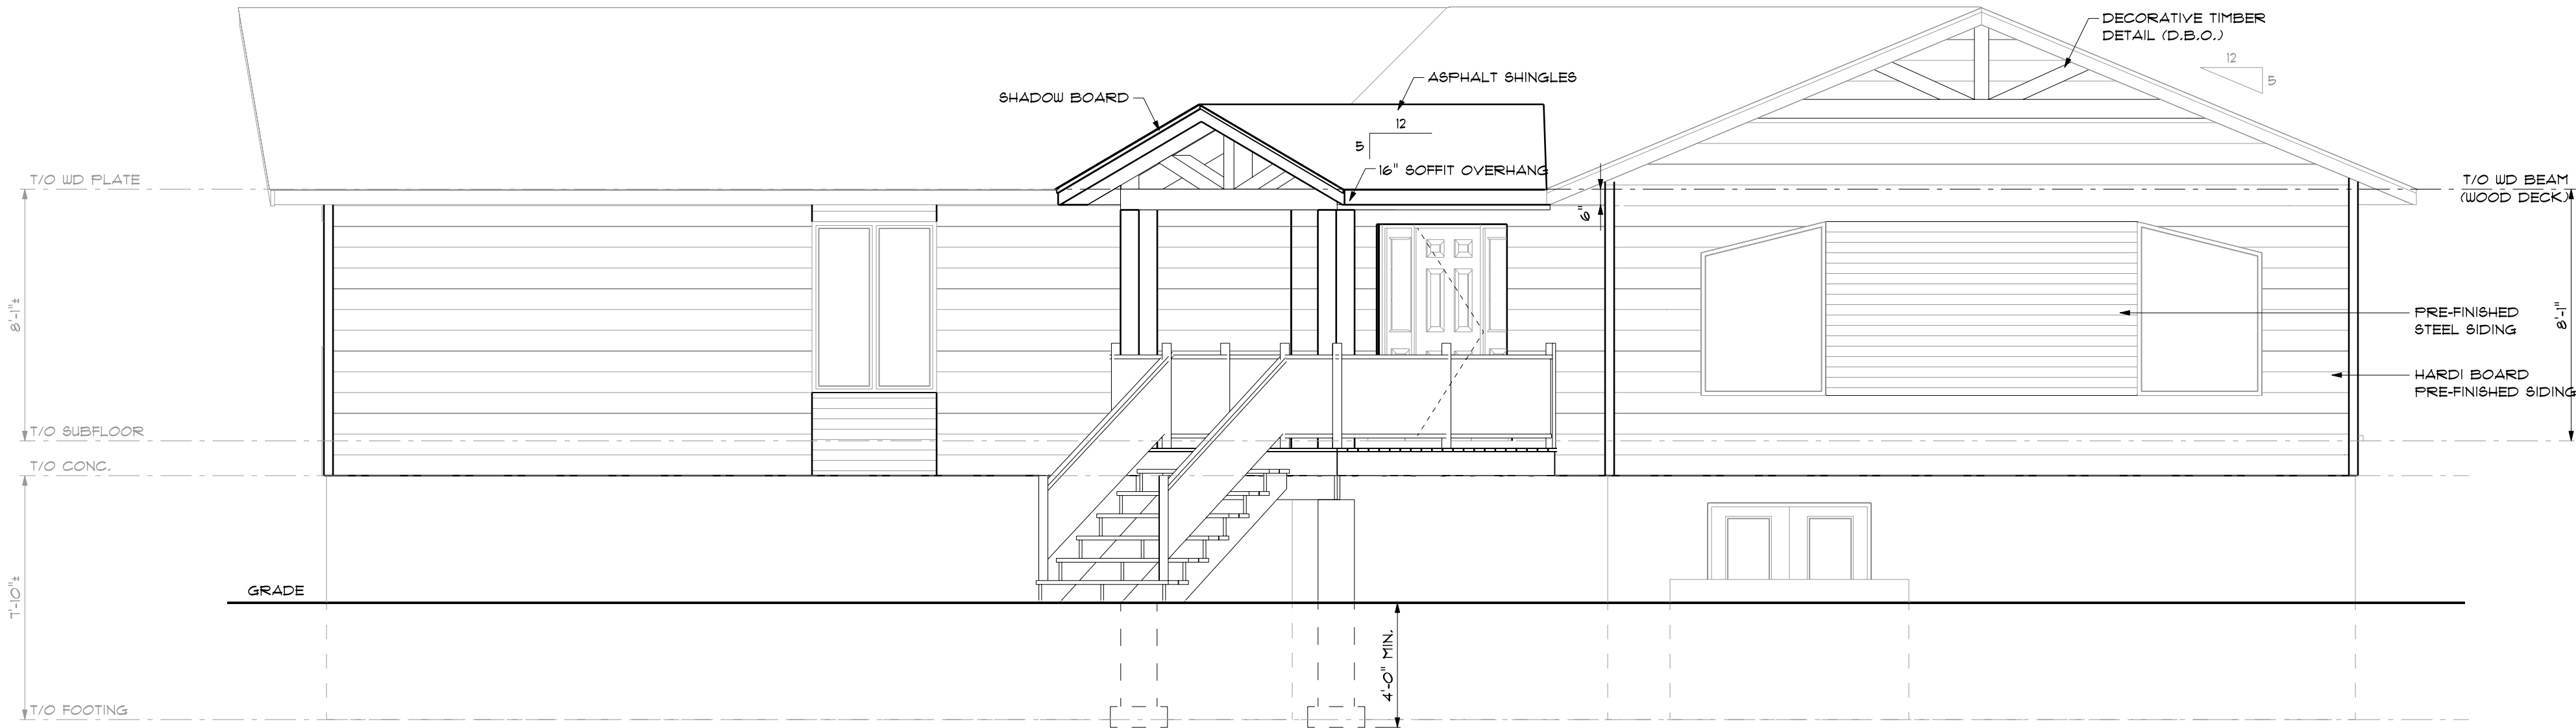 DECORATIVE TIMBER
DETAIL (D.B.O.)
12
5
ASPHALT SHINGLES
SHADOW BOARD
12
5
16" SOFFIT OVERHANG
T/O WD PLATE
T/O WD BEAM
(WOOD DECK)
6"
8'-1"±
8'-1"
PRE-FINISHED
STEEL SIDING
HARDI BOARD
PRE-FINISHED SIDING
T/O SUBFLOOR
T/O CONC.
GRADE
7'-10"±
4'-0" MIN.
T/O FOOTING